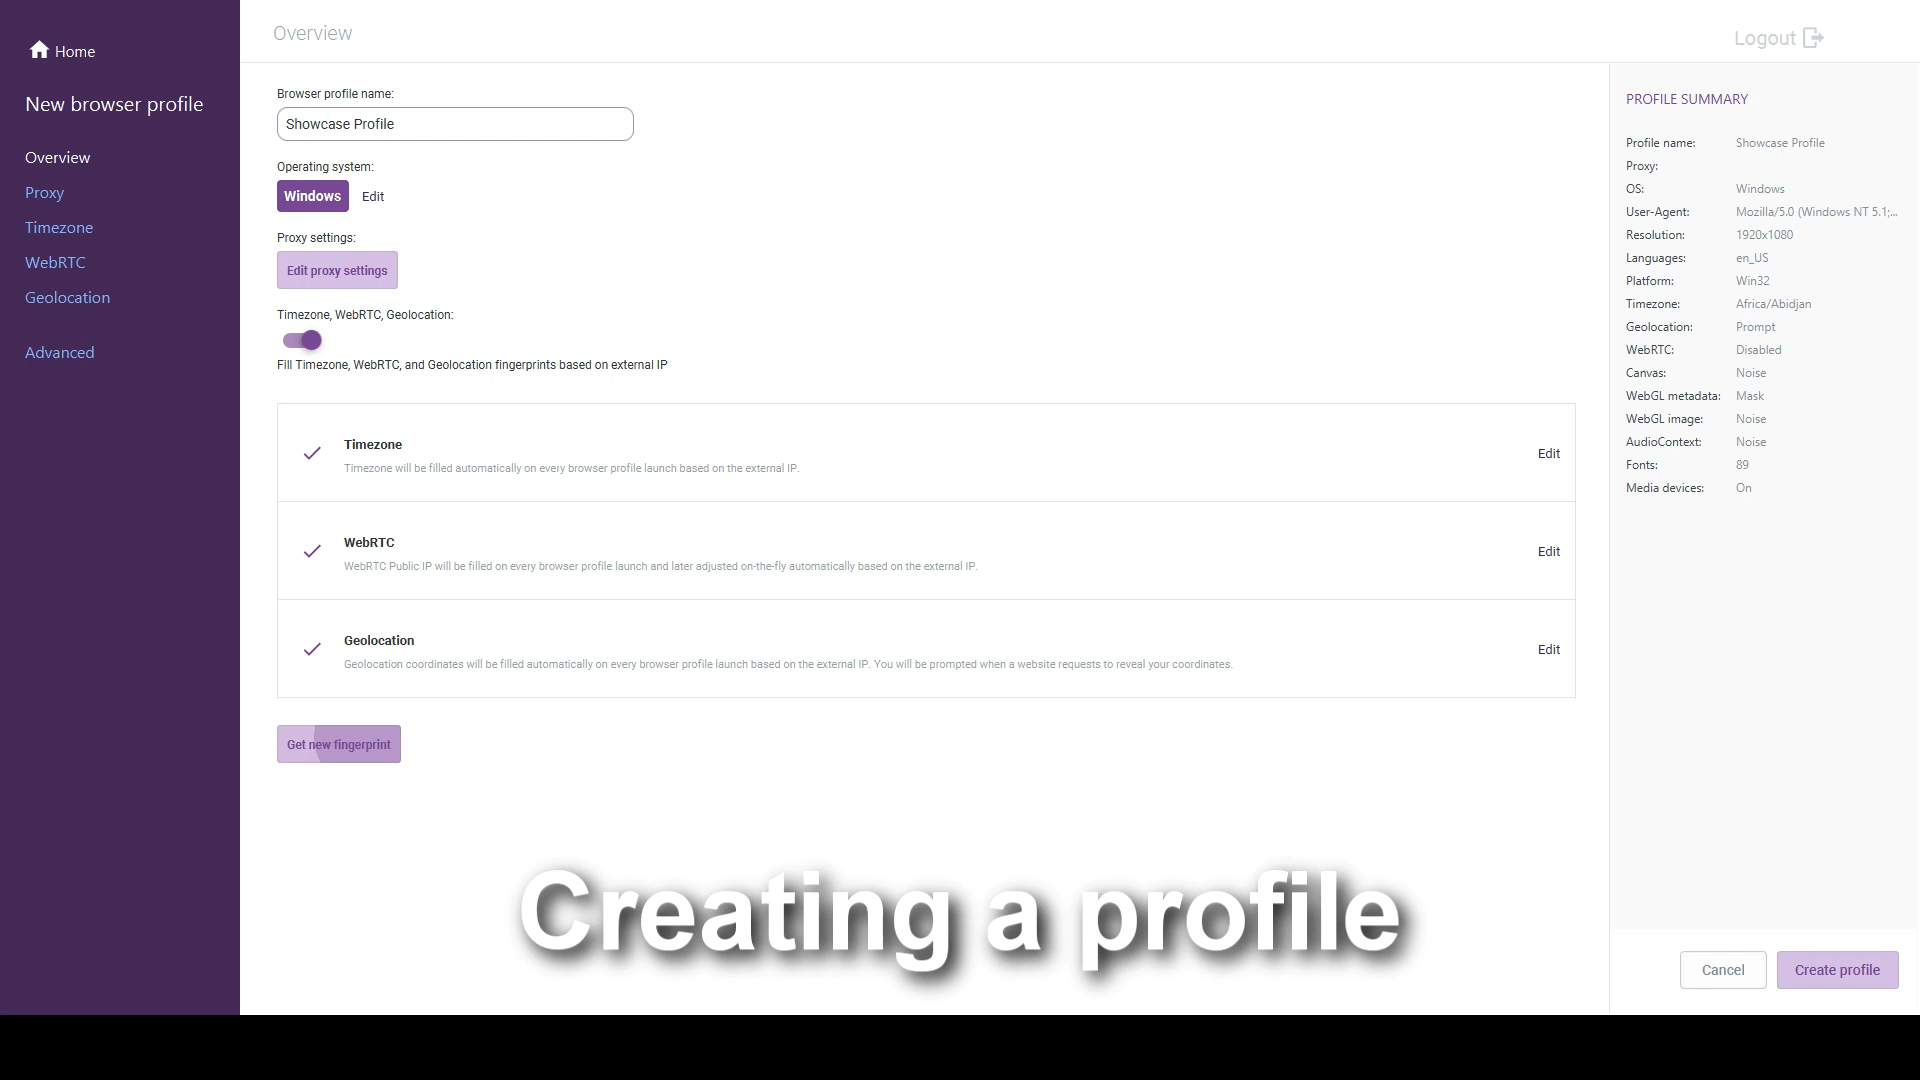 Home
New browser profile
Overview
Proxy
Timezone
WebRTC
Geolocation
Advanced
Overview
Logout
Browser profile name:
Showcase Profile
Operating system:
Windows Edit
Proxy settings:
Edit proxy settings
Timezone, WebRTC, Geolocation:
Fill Timezone, WebRTC, and Geolocation fingerprints based on external IP
Timezone
Timezone will be filled automatically on every browser profile launch based on the external IP.
Edit
WebRTC
WebRTC Public IP will be filled on every browser profile launch and later adjusted on-the-fly automatically based on the external IP.
Edit
Geolocation
Geolocation coordinates will be filled automatically on every browser profile launch based on the external IP. You will be prompted when a website requests to reveal your coordinates.
Edit
Get new fingerprint
PROFILE SUMMARY
Profile name: Showcase Profile
Proxy:
OS: Windows
User-Agent: Mozilla/5.0 (Windows NT 5.1;...
Resolution: 1920x1080
Languages: en_US
Platform: Win32
Timezone: Africa/Abidjan
Geolocation: Prompt
WebRTC: Disabled
Canvas: Noise
WebGL metadata: Mask
WebGL image: Noise
AudioContext: Noise
Fonts: 89
Media devices: On
Creating a profile
Cancel Create profile